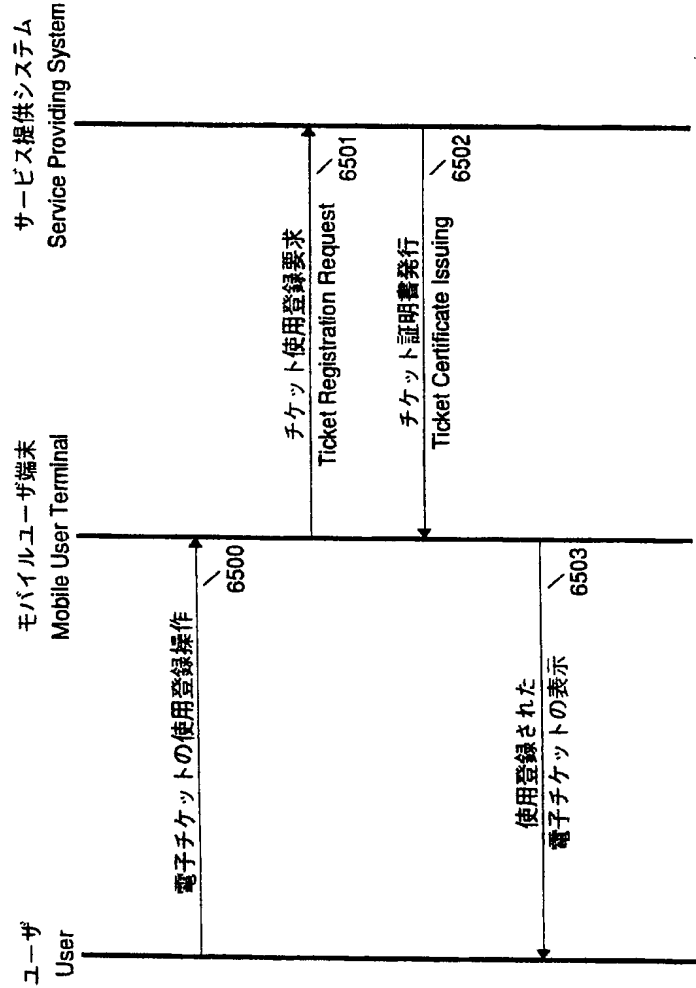 ユーザ
User
モバイルユーザ端末
Mobile User Terminal
サービス提供システム
Service Providing System
電子チケットの使用登録操作
6500
チケット使用登録要求
6501
Ticket Registration Request
チケット証明書発行
6502
Ticket Certificate Issuing
使用登録された
電子チケットの表示
6503